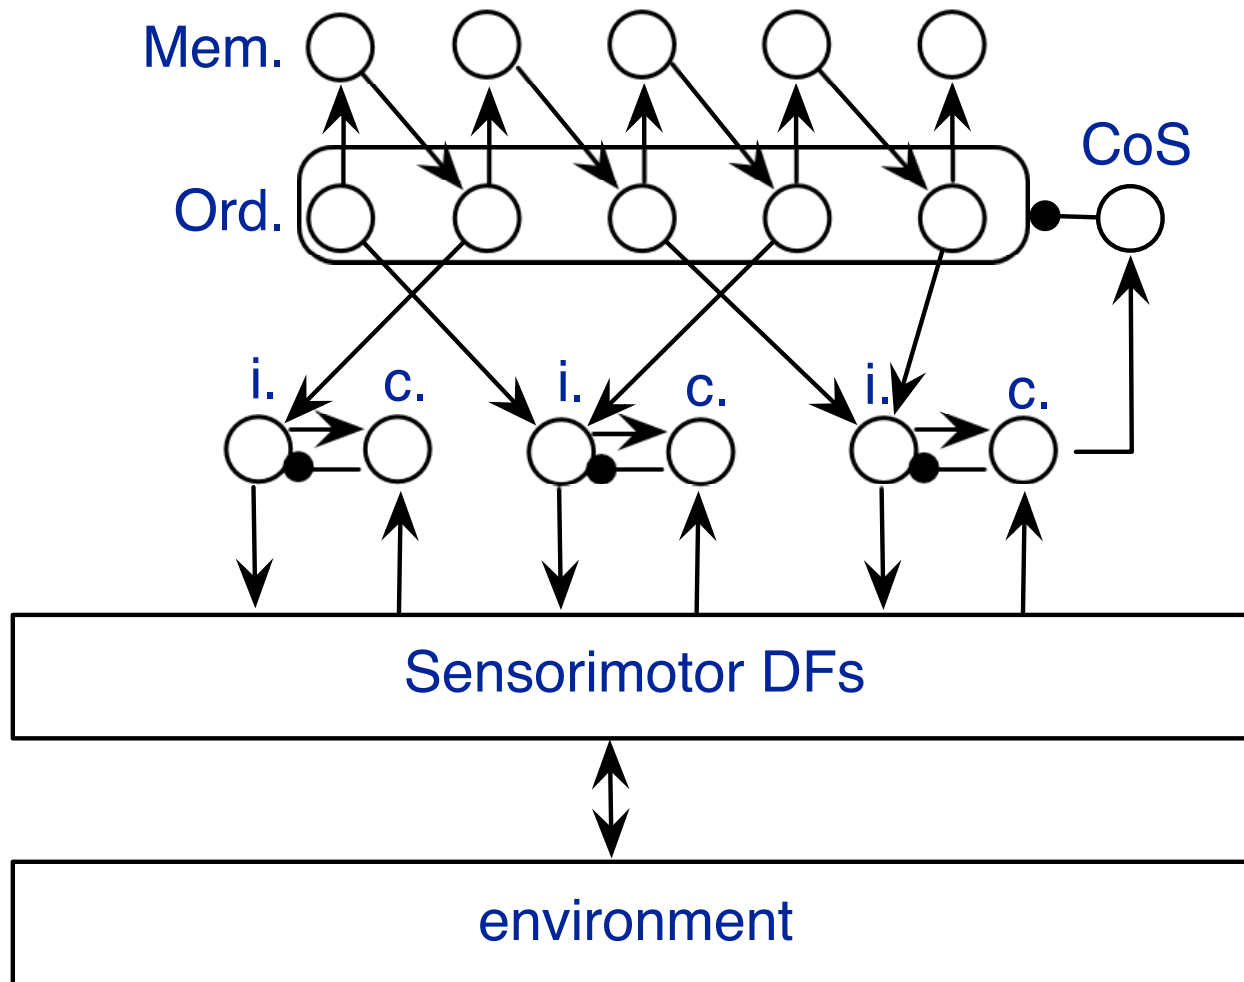 Mem.
CoS
Ord.
i. c. i. c. i. c.
Sensorimotor DFs
environment